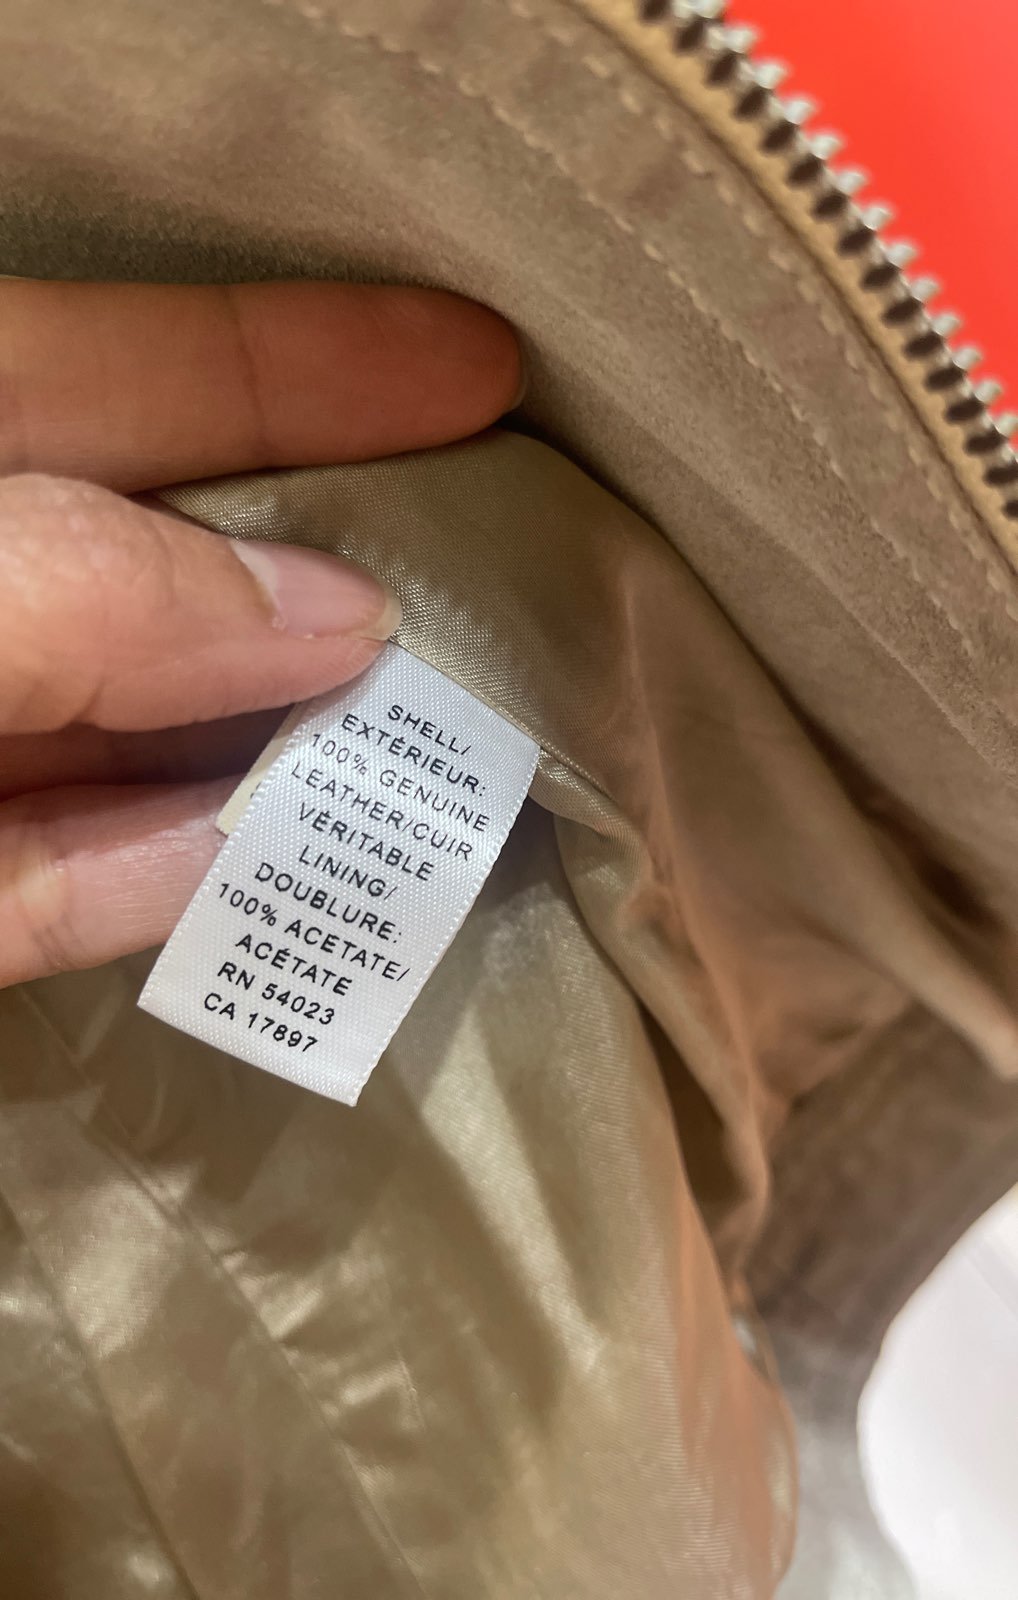 SHELL/
EXTÉRIEUR:
100% GENUINE
LEATHER/CUIR
VÉRITABLE
LINING/
DOUBLURE:
100% ACETATE/
ACÉTATE
RN 54023
CA 17897